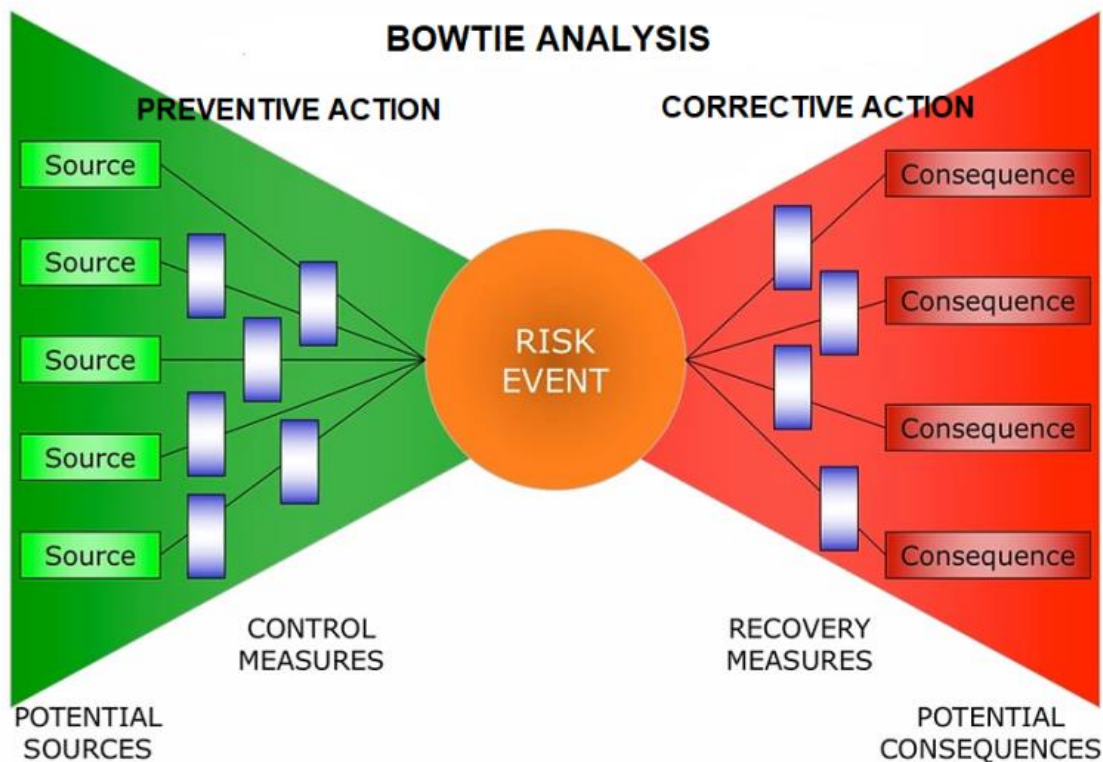 BOWTIE ANALYSIS
PREVENTIVE ACTION
CORRECTIVE ACTION
Source
Source
Source
Source
Source
RISK
EVENT
Consequence
Consequence
Consequence
Consequence
CONTROL
MEASURES
RECOVERY
MEASURES
POTENTIAL
SOURCES
POTENTIAL
CONSEQUENCES